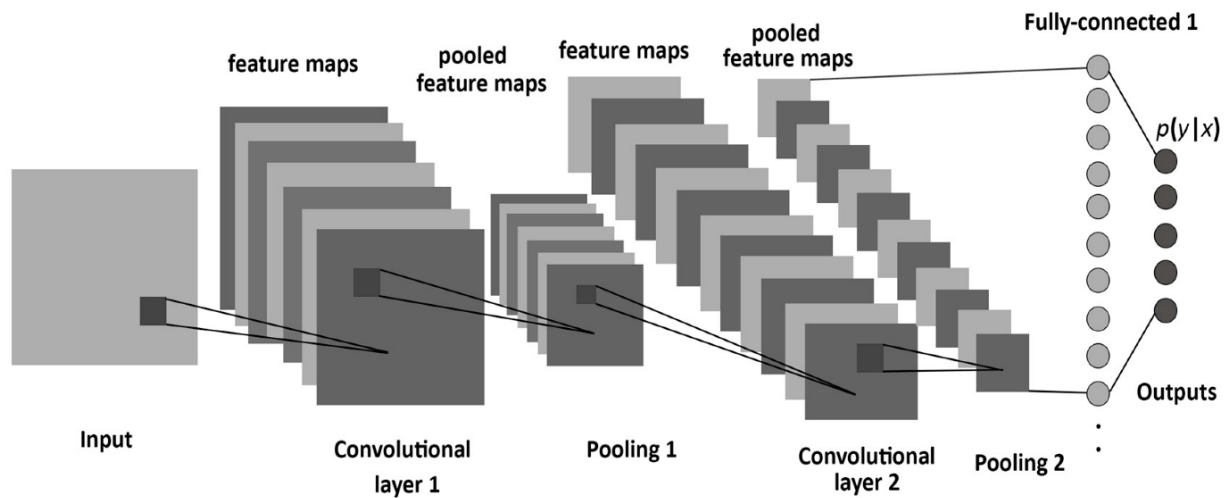 Fully-connected 1
feature maps
pooled
feature maps
feature maps
pooled
feature maps
p(y|x)
Outputs
Input
Convolutional
layer 1
Pooling 1
Convolutional
layer 2
Pooling 2